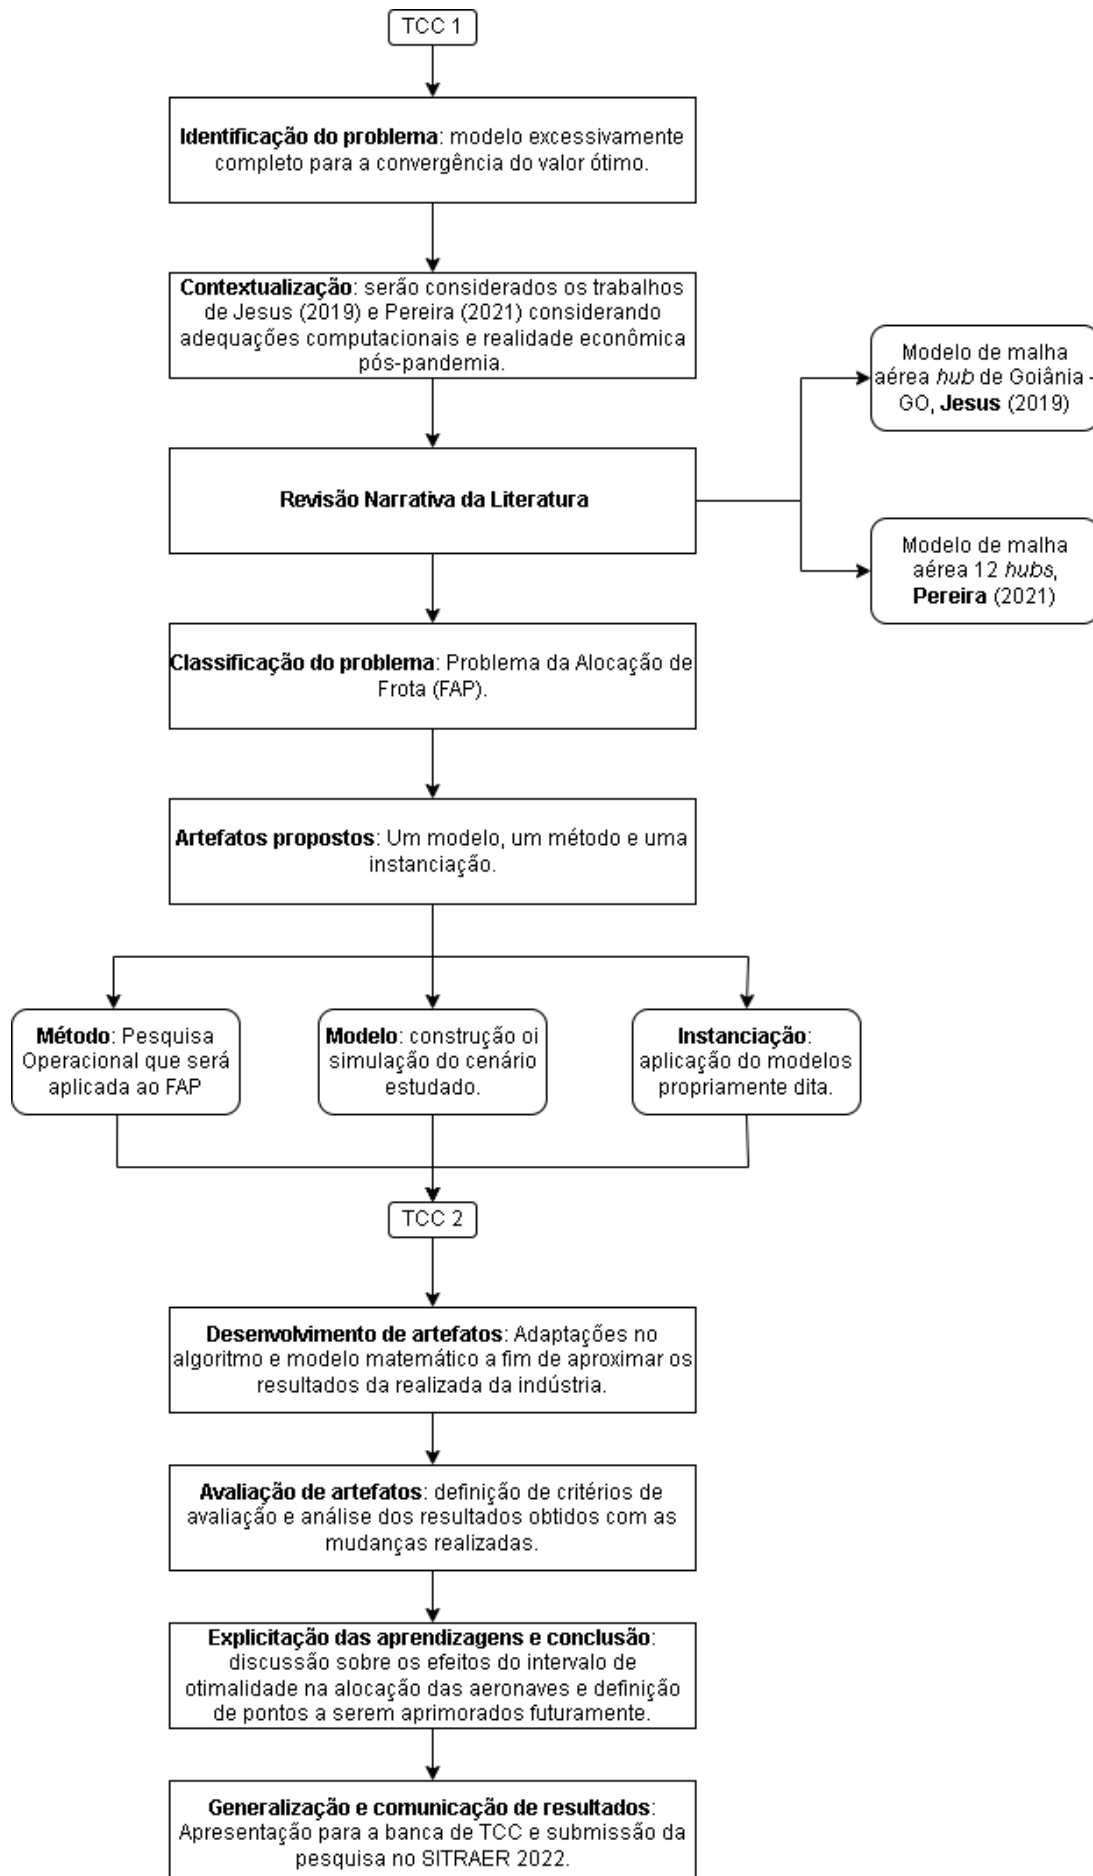 TCC 1
Identificação do problema: modelo excessivamente
completo para a convergência do valor ótimo.
Contextualização: serão considerados os trabalhos
de Jesus (2019) e Pereira (2021) considerando
adequações computacionais e realidade econômica
pós-pandemia.
Modelo de malha
aérea hub de Goiânia -
GO, Jesus (2019)
Revisão Narrativa da Literatura
Modelo de malha
aérea 12 hubs,
Pereira (2021)
Classificação do problema: Problema da Alocação de
Frota (FAP).
Artefatos propostos: Um modelo, um método e uma
instanciação.
Método: Pesquisa
Operacional que será
aplicada ao FAP
Modelo: construção oi
simulação do cenário
estudado.
Instanciação:
aplicação do modelos
propriamente dita.
TCC 2
Desenvolvimento de artefatos: Adaptações no
algoritmo e modelo matemático a fim de aproximar os
resultados da realizada da indústria.
Avaliação de artefatos: definição de critérios de
avaliação e análise dos resultados obtidos com as
mudanças realizadas.
Explicitação das aprendizagens e conclusão:
discussão sobre os efeitos do intervalo de
otimalidade na alocação das aeronaves e definição
de pontos a serem aprimorados futuramente.
Generalização e comunicação de resultados:
Apresentação para a banca de TCC e submissão da
pesquisa no SITRAER 2022.